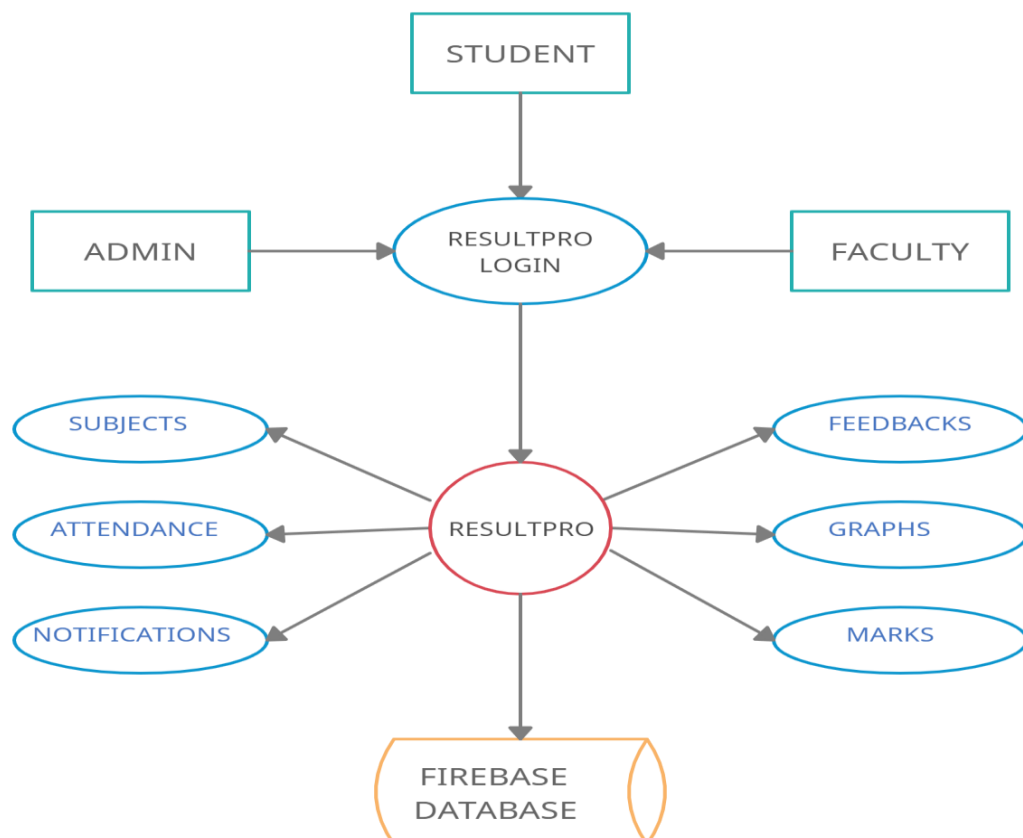 STUDENT
ADMIN
RESULTPRO
LOGIN
FACULTY
SUBJECTS
FEEDBACKS
ATTENDANCE
RESULTPRO
GRAPHS
NOTIFICATIONS
MARKS
FIREBASE
DATABASE